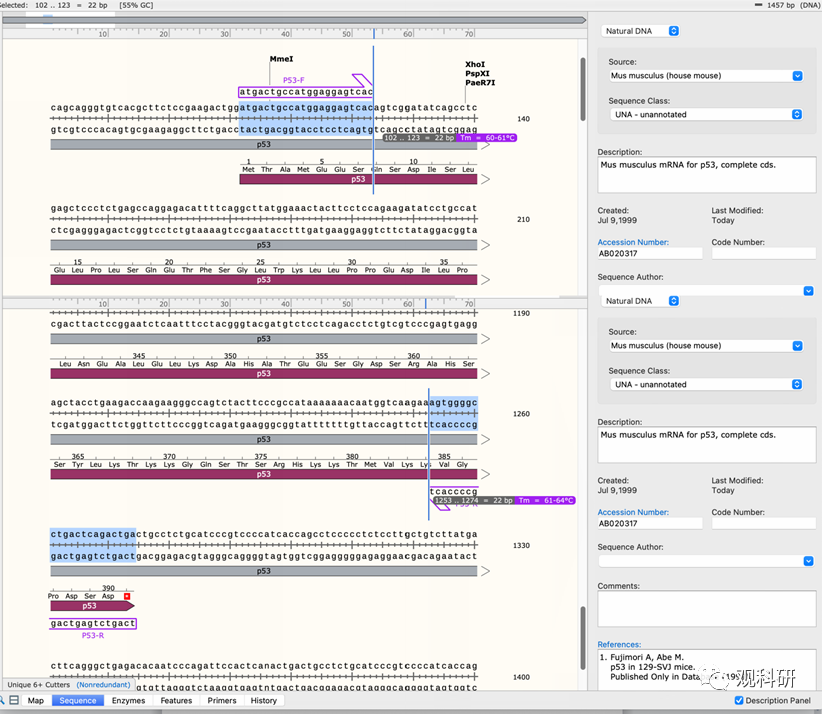 Selected: 102 .. 123 = 22 bp [55% GC]
1457 bp (DNA)
10 20 30 40 50 60 70
MmeI
XhoI
PspXI
PaeR7I
P53-F
atgactgccatggaggagtcac
cagcagggtgtcacgcttctccgaagactggatgactgccatggaggagtcacagtcggatatcagcctc
140
gtcgtcccacagtgcgaagaggcttctgacctactgacggtacctcctcagtgtcagcctatagtcggag
102 .. 123 = 22 bp Tm = 60-61°C
p53
1 5 10
Met Thr Ala Met Glu Glu Ser Gln Ser Asp Ile Ser Leu
p53
gagctccctctgagccaggagacattttcaggcttatggaaactacttcctccagaagatatcctgccat
210
ctcgagggagactcggtcctctgtaaaagtccgaatacctttgatgaaggaggtcttctataggacggta
p53
15 20 25 30 35
Glu Leu Pro Leu Ser Gln Glu Thr Phe Ser Gly Leu Trp Lys Leu Leu Pro Pro Glu Asp Ile Leu Pro
p53
10 20 30 40 50 60 70
1190
cgacttactccggaatctcaatttcctacgggtacgatgtctcctcagacctctgtcgtcccgagtgagg
p53
345 350 355 360
Leu Asn Glu Ala Leu Glu Leu Lys Asp Ala His Ala Thr Glu Glu Ser Gly Asp Ser Arg Ala His Ser
p53
agctacctgaagaccaagaagggccagtctacttcccgccataaaaaaacaatggtcaagaaagtggggc
1260
tcgatggacttctggttcttcccggtcagatgaagggcggtatttttttgttaccagttctttcaccccg
p53
365 370 375 380 385
Ser Tyr Leu Lys Thr Lys Lys Gly Gln Ser Thr Ser Arg His Lys Lys Thr Met Val Lys Lys Val Gly
p53
tcaccccg
1253 .. 1274 = 22 bp Tm = 61-64°C
ctgactcagactgactgcctctgcatcccgtccccatcaccagcctccccctctccttgctgtcttatga
1330
gactgagtctgactgacggagacgtagggcaggggtagtggtcggagggggagaggaacgacagaatact
p53
390
Pro Asp Ser Asp
p53
gactgagtctgact
P53-R
cttcagggctgagacacaatcctcccagattccactcanactgactgcctctgcatcccgtccccatcaccag
1400
Unique 6+ Cutters (Nonredundant)
Map Sequence Enzymes Features Primers History
Natural DNA
Source:
Mus musculus (house mouse)
Sequence Class:
UNA - unannotated
Description:
Mus musculus mRNA for p53, complete cds.
Created: Last Modified:
Jul 9,1999 Today
Accession Number: Code Number:
AB020317
Sequence Author:
Natural DNA
Source:
Mus musculus (house mouse)
Sequence Class:
UNA - unannotated
Description:
Mus musculus mRNA for p53, complete cds.
Created: Last Modified:
Jul 9,1999 Today
Accession Number: Code Number:
AB020317
Sequence Author:
Comments:
References:
1. Fujimori A, Abe M.
p53 in 129-SVJ mice.
Published Only in Data
观科研
Description Panel